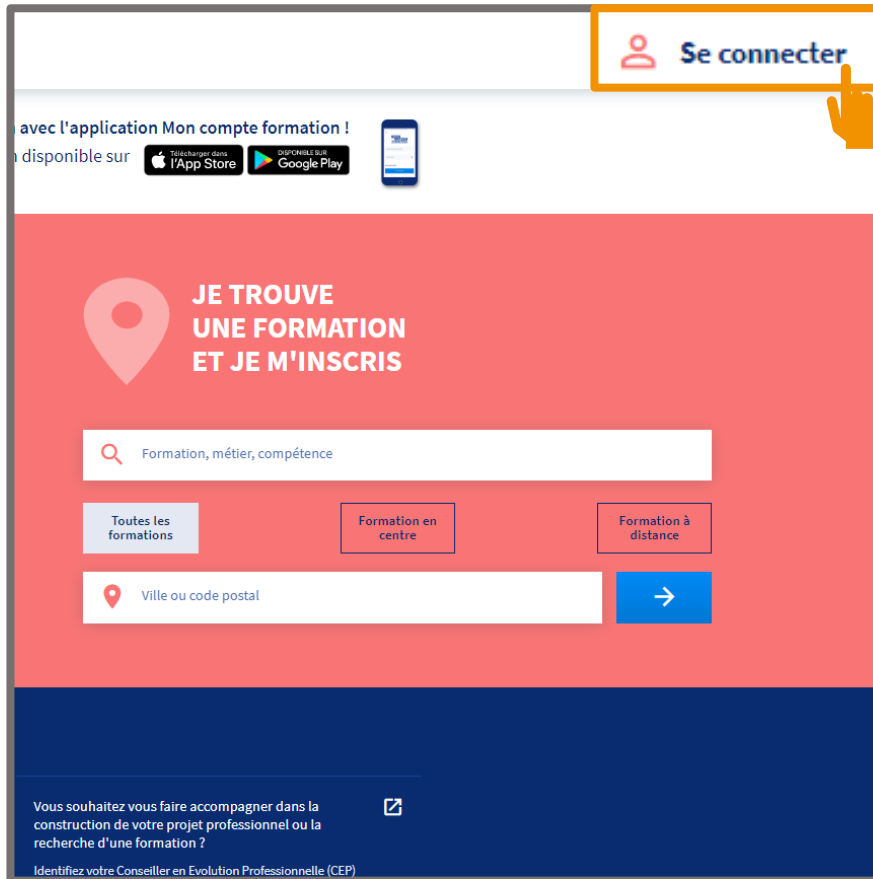 Se connecter
avec l'application Mon compte formation !
disponible sur
Télécharger dans
l'App Store
DISPONIBLE SUR
Google Play
JE TROUVE
UNE FORMATION
ET JE M'INSCRIS
Formation, métier, compétence
Toutes les
formations
Formation en
centre
Formation à
distance
Ville ou code postal
Vous souhaitez vous faire accompagner dans la
construction de votre projet professionnel ou la
recherche d'une formation ?
Identifiez votre Conseiller en Evolution Professionnelle (CEP)